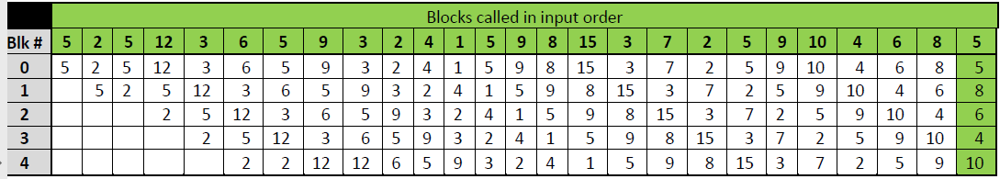 Blocks called in input order
Blk # 5 2 5 12 3 6 5 9 3 2 4 1 5 9 8 15 3 7 2 5 9 10 4 6 8 5
0 5 2 5 12 3 6 5 9 3 2 4 1 5 9 8 15 3 7 2 5 9 10 4 6 8 5
1 5 2 5 12 3 6 5 9 3 2 4 1 5 9 8 15 3 7 2 5 9 10 4 6 8
2 2 5 12 3 6 5 9 3 2 4 1 5 9 8 15 3 7 2 5 9 10 4 6
3 2 5 12 3 6 5 9 3 2 4 1 5 9 8 15 3 7 2 5 9 10 4
4 2 2 12 12 6 5 9 3 2 4 1 5 9 8 15 3 7 2 5 9 10